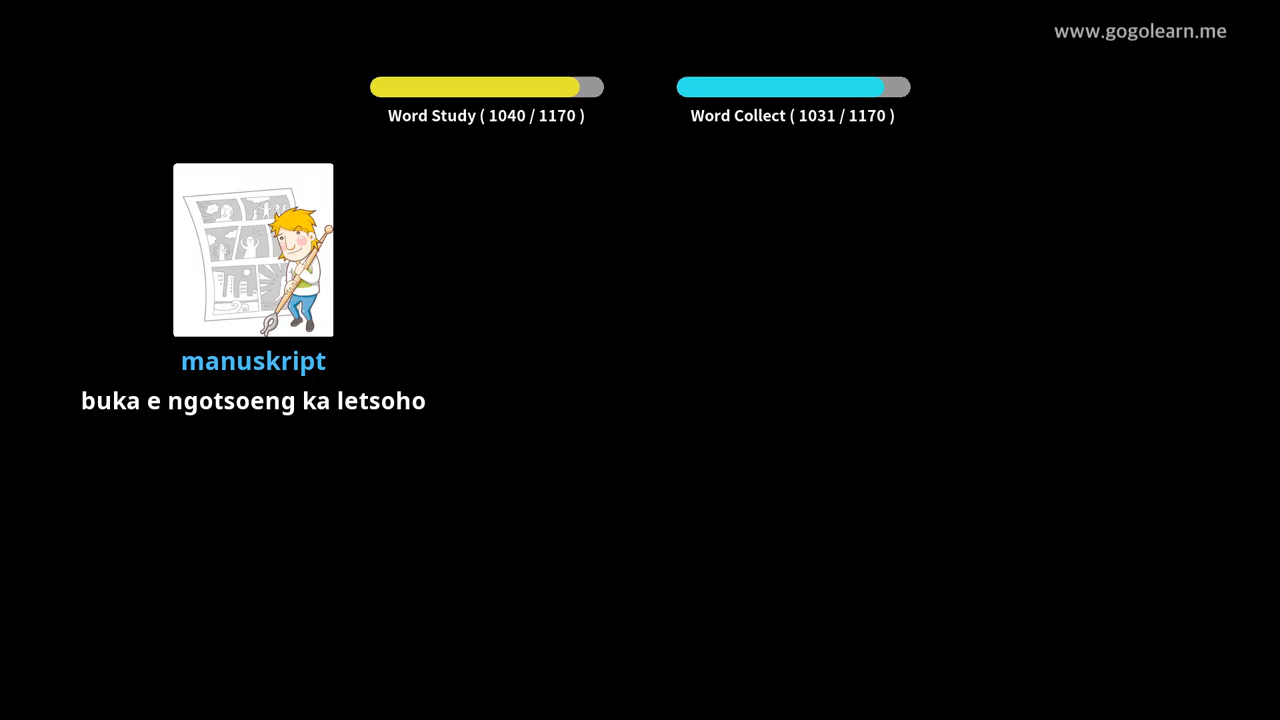 www.gogolearn.me
Word Study ( 1040 / 1170 )
Word Collect ( 1031 / 1170 )
manuskript
buka e ngotsoeng ka letsoho